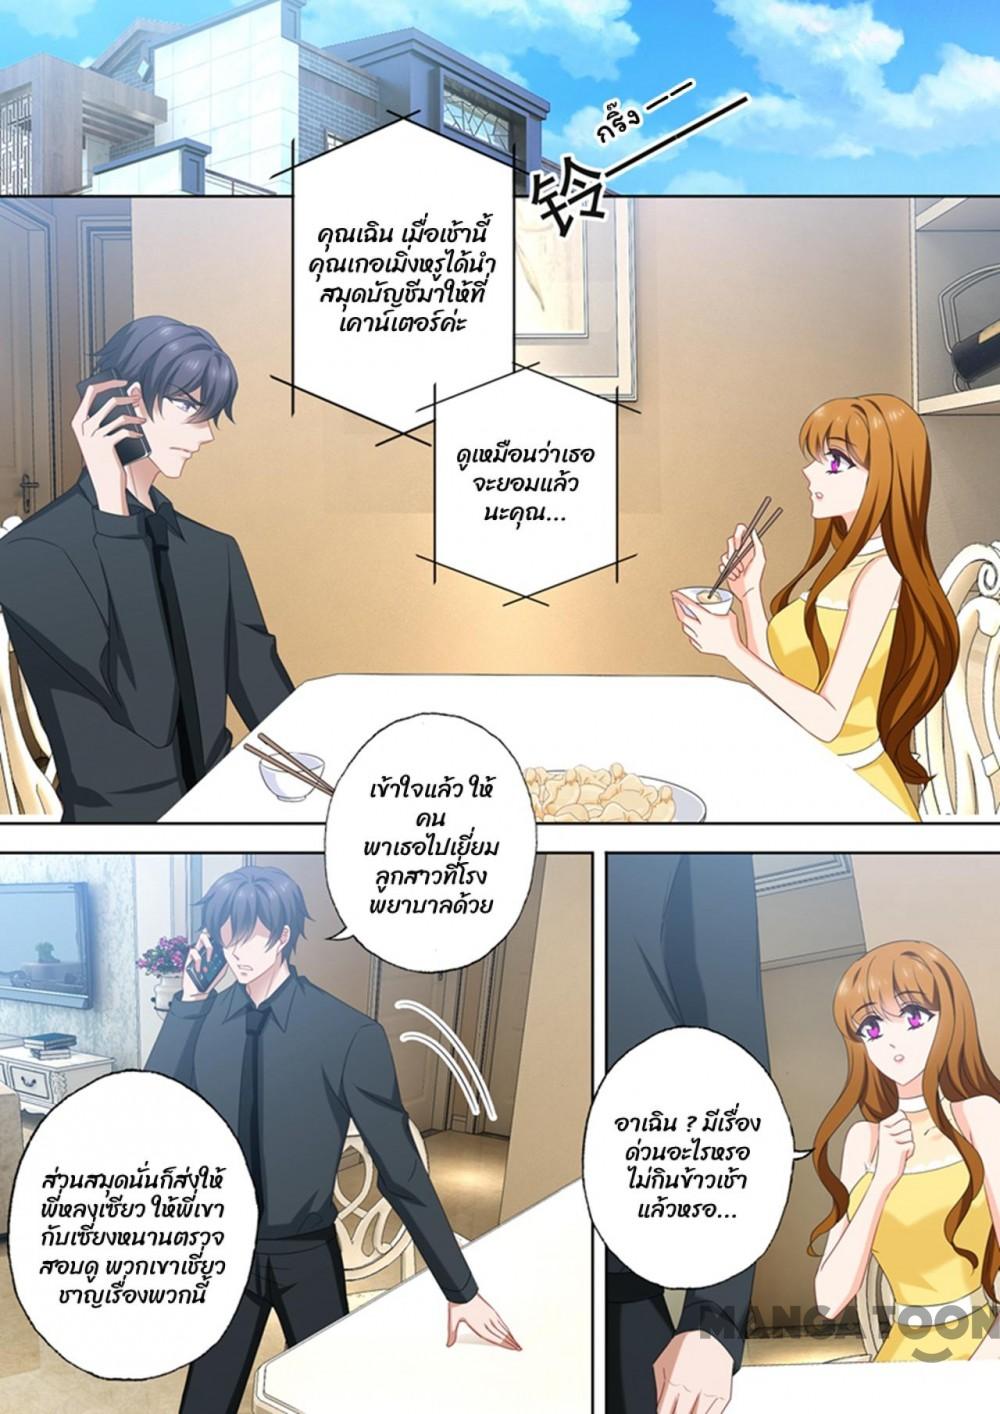 กริ๊ง
铃
คุณเฉิน เมื่อเช้านี้
คุณเกอเมิ่งหรูได้นำ
สมุดบัญชีมาให้ที่
เคาน์เตอร์ค่ะ
ดูเหมือนว่าเธอ
จะยอมแล้ว
นะคุณ...
เข้าใจแล้ว ให้
คน
พาเธอไปเยี่ยม
ลูกสาวที่โรง
พยาบาลด้วย
ส่วนสมุดนั่นก็ส่งให้
พี่หลงเซียว ให้พี่เขา
กับเซี่ยงหนานตรวจ
สอบดู พวกเขาเชี่ยว
ชาญเรื่องพวกนี้
อาเฉิน ? มีเรื่อง
ด่วนอะไรหรอ
ไม่กินข้าวเช้า
แล้วหรอ...
MANGATOON